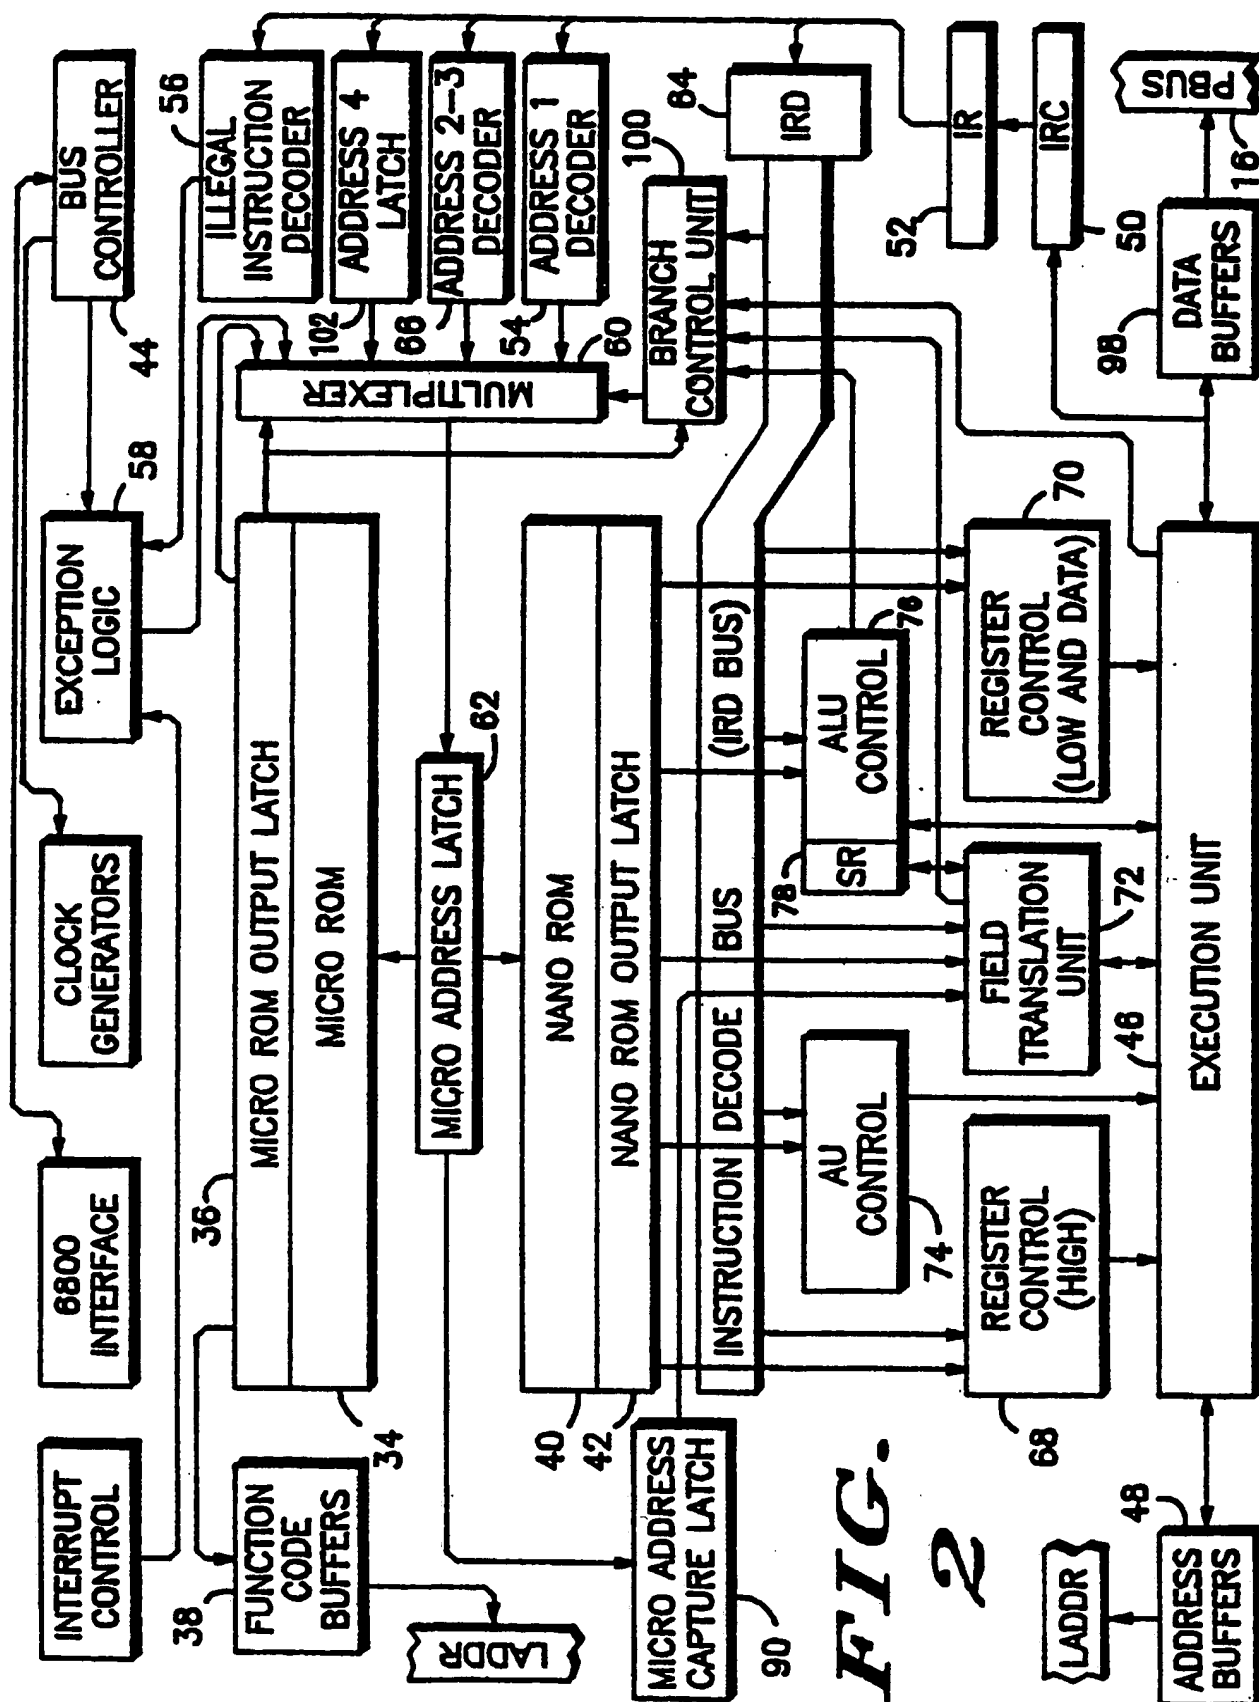 INTERRUPT
CONTROL
6800
INTERFACE
CLOCK
GENERATORS
EXCEPTION
LOGIC
58
BUS
CONTROLLER
44
38
FUNCTION
CODE
BUFFERS
LADDR
36
MICRO ROM OUTPUT LATCH
MICRO ROM
34
MICRO ADDRESS LATCH
62
MULTIPLEXER
60
ILLEGAL
INSTRUCTION
DECODER
56
ADDRESS 4
LATCH
102
ADDRESS 2-3
DECODER
66
ADDRESS 1
DECODER
54
MICRO ADDRESS
CAPTURE LATCH
90
40
NANO ROM
42
NANO ROM OUTPUT LATCH
INSTRUCTION DECODE BUS (IRD BUS)
BRANCH
CONTROL UNIT
100
IRD
64
AU
CONTROL
74
78
SR
ALU
CONTROL
76
52
IR
IRC
50
REGISTER
CONTROL
(HIGH)
68
FIELD
TRANSLATION
UNIT
72
REGISTER
CONTROL
(LOW AND DATA)
70
46
EXECUTION UNIT
LADDR
48
ADDRESS
BUFFERS
98
DATA
BUFFERS
PBUS
16
FIG.
2